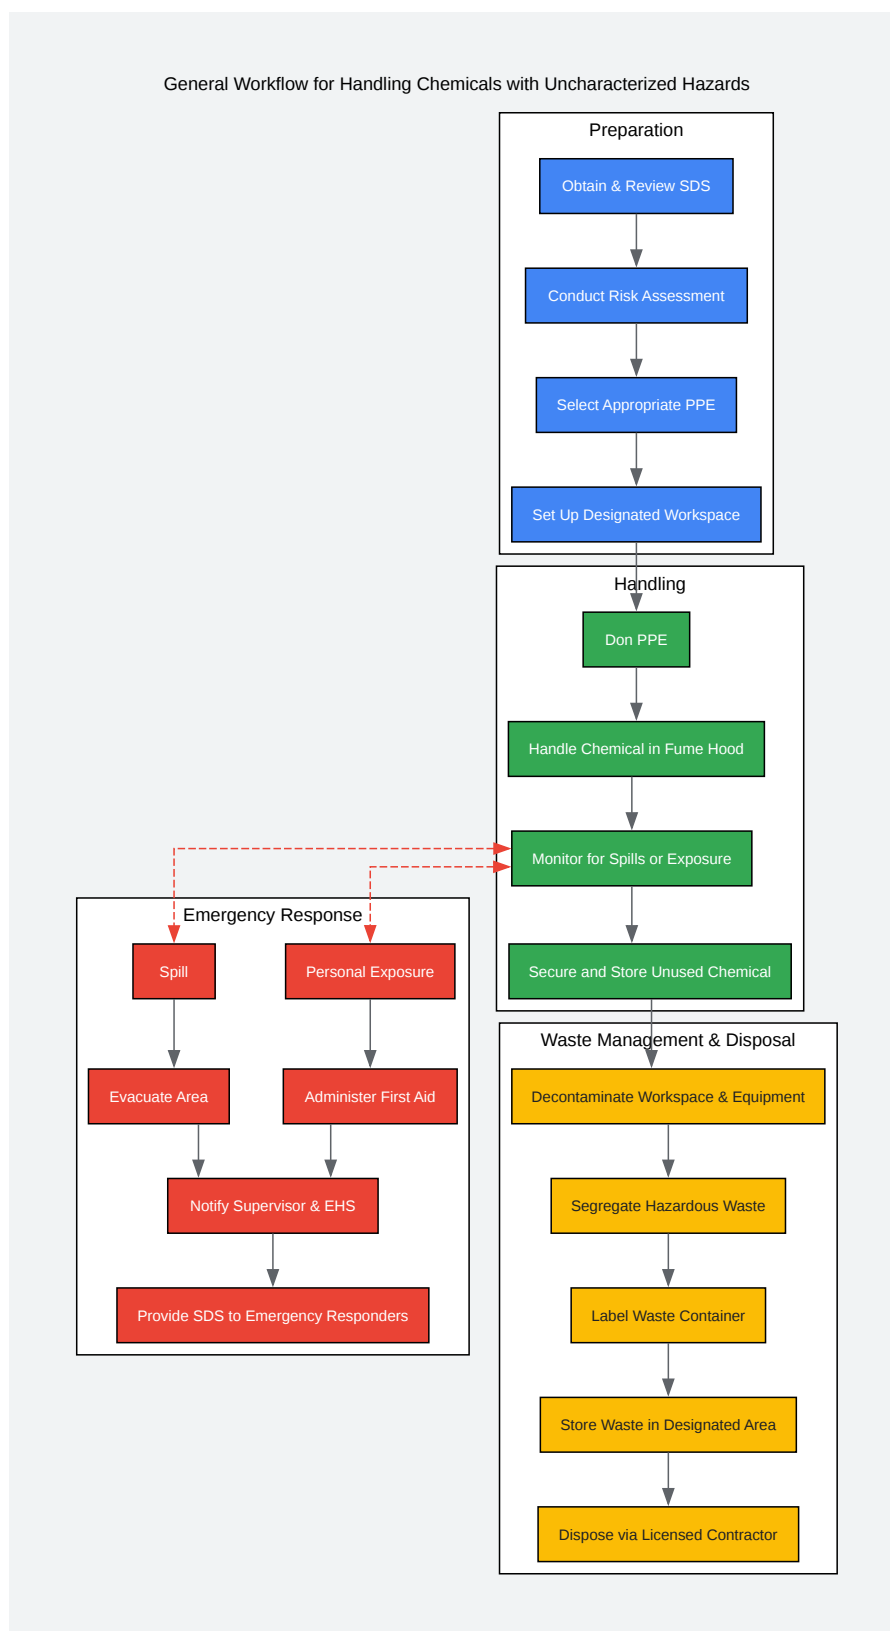 General Workflow for Handling Chemicals with Uncharacterized Hazards
Preparation
Obtain & Review SDS
Conduct Risk Assessment
Select Appropriate PPE
Set Up Designated Workspace
Handling
Don PPE
Handle Chemical in Fume Hood
Monitor for Spills or Exposure
Secure and Store Unused Chemical
Emergency Response
Spill
Personal Exposure
Evacuate Area
Administer First Aid
Notify Supervisor & EHS
Provide SDS to Emergency Responders
Waste Management & Disposal
Decontaminate Workspace & Equipment
Segregate Hazardous Waste
Label Waste Container
Store Waste in Designated Area
Dispose via Licensed Contractor